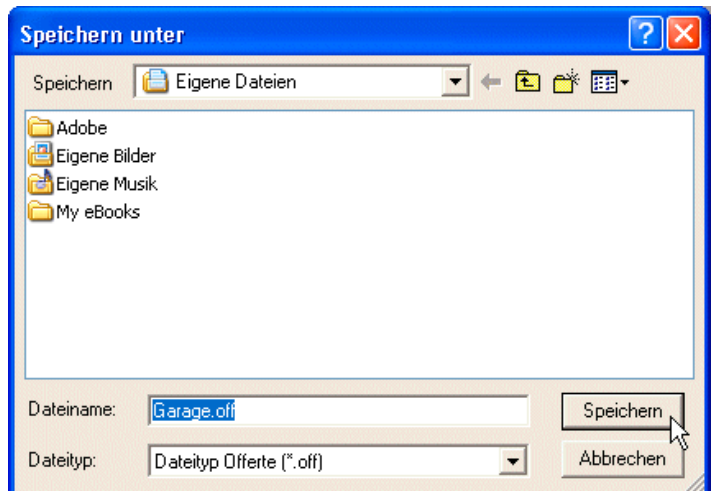 Speichern unter
Speichern Eigene Dateien
Adobe
Eigene Bilder
Eigene Musik
My eBooks
Dateiname: Garage.off Speichern
Dateityp: Dateityp Offerte (*.off) Abbrechen